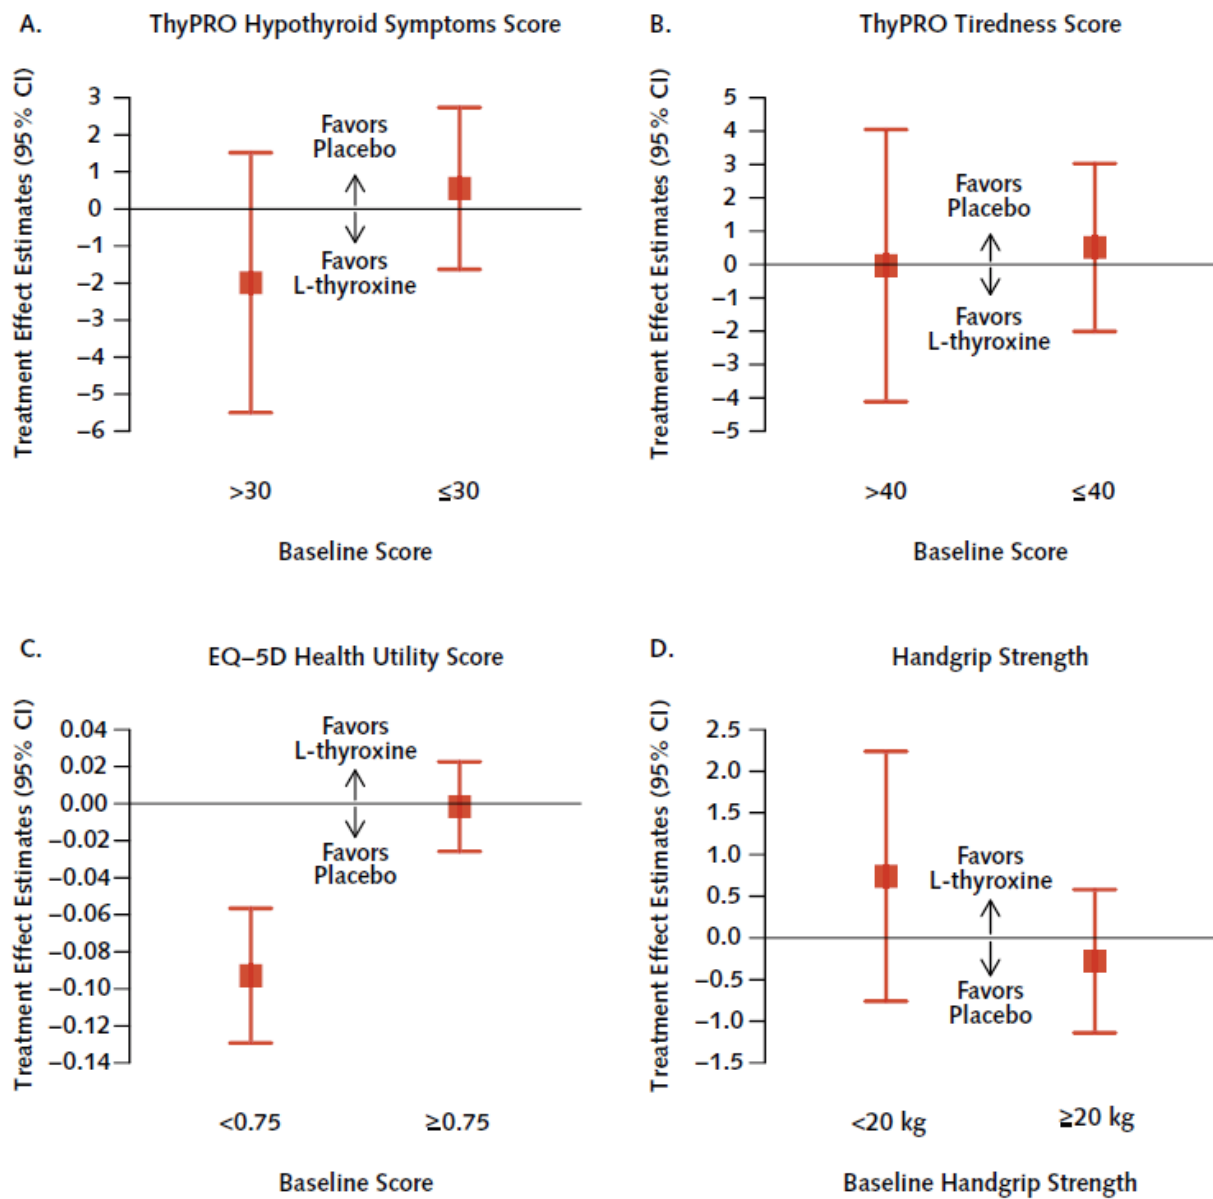 A.
ThyPRO Hypothyroid Symptoms Score
Treatment Effect Estimates (95% CI)
3
2
1
0
−1
−2
−3
−4
−5
−6
Favors
Placebo
Favors
L-thyroxine
>30
≤30
Baseline Score
B.
ThyPRO Tiredness Score
Treatment Effect Estimates (95% CI)
5
4
3
2
1
0
−1
−2
−3
−4
−5
Favors
Placebo
Favors
L-thyroxine
>40
≤40
Baseline Score
C.
EQ–5D Health Utility Score
Treatment Effect Estimates (95% CI)
0.04
0.02
0.00
−0.02
−0.04
−0.06
−0.08
−0.10
−0.12
−0.14
Favors
L-thyroxine
Favors
Placebo
<0.75
≥0.75
Baseline Score
D.
Handgrip Strength
Treatment Effect Estimates (95% CI)
2.5
2.0
1.5
1.0
0.5
0.0
−0.5
−1.0
−1.5
Favors
L-thyroxine
Favors
Placebo
<20 kg
≥20 kg
Baseline Handgrip Strength